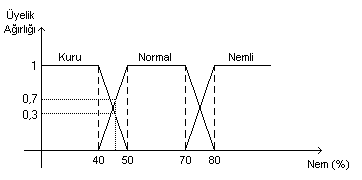 Üyelik
Ağırlığı
Kuru Normal Nemli
1
0,7
0,3
40 50 70 80
Nem (%)